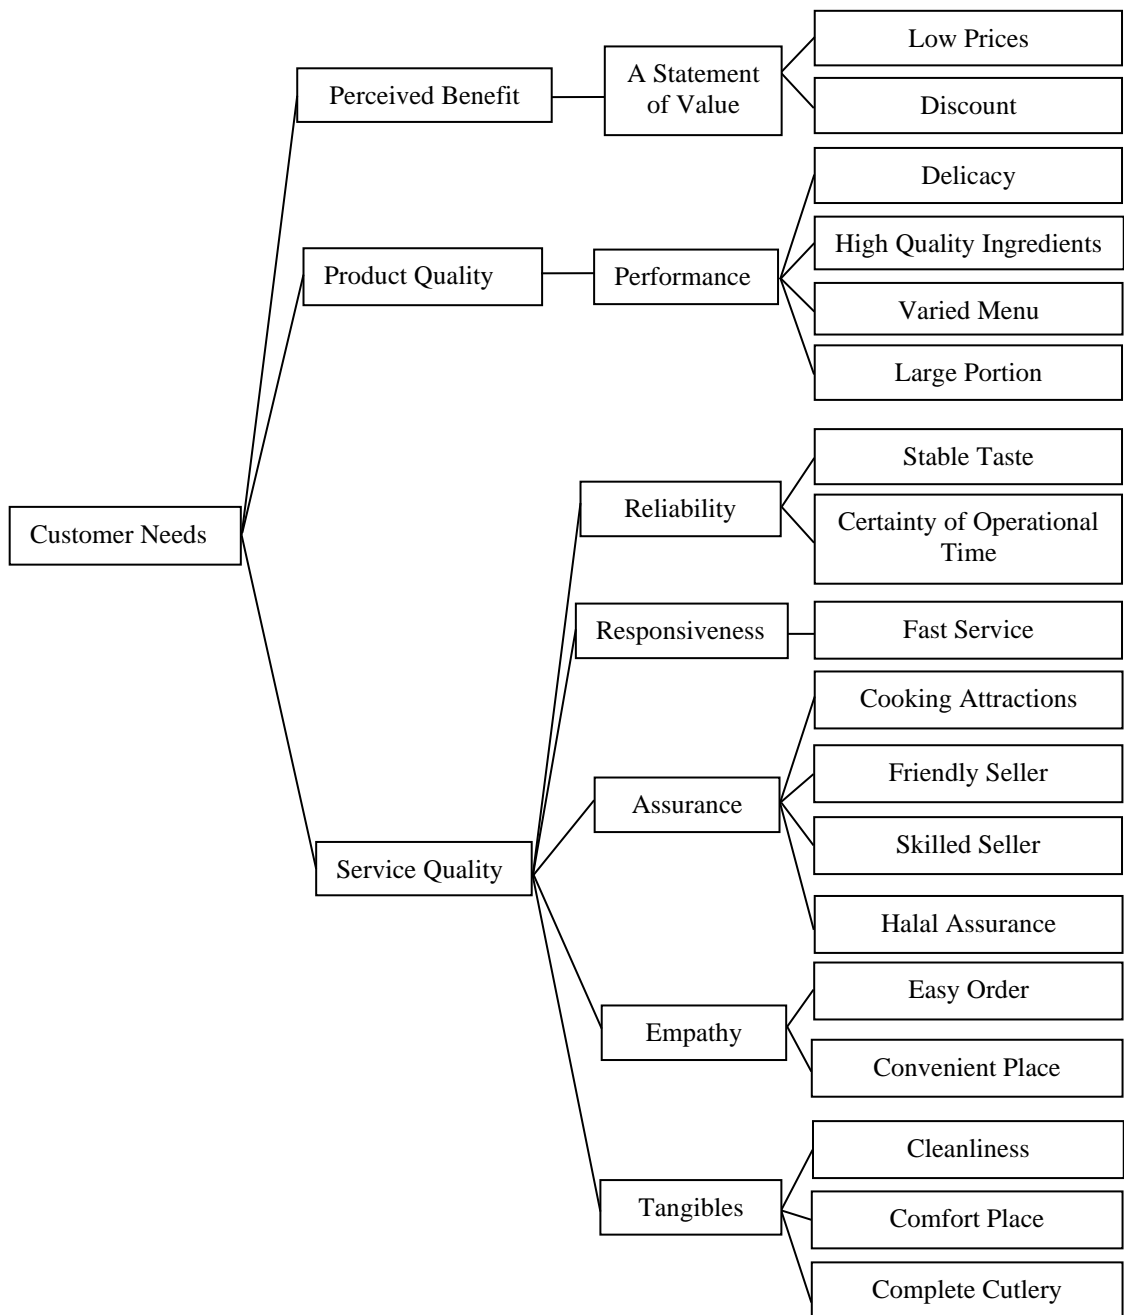 Low Prices
A Statement
of Value
Perceived Benefit
Discount
Delicacy
High Quality Ingredients
Product Quality
Performance
Varied Menu
Large Portion
Stable Taste
Reliability
Certainty of Operational
Time
Customer Needs
Responsiveness
Fast Service
Cooking Attractions
Friendly Seller
Assurance
Skilled Seller
Service Quality
Halal Assurance
Easy Order
Empathy
Convenient Place
Cleanliness
Tangibles
Comfort Place
Complete Cutlery